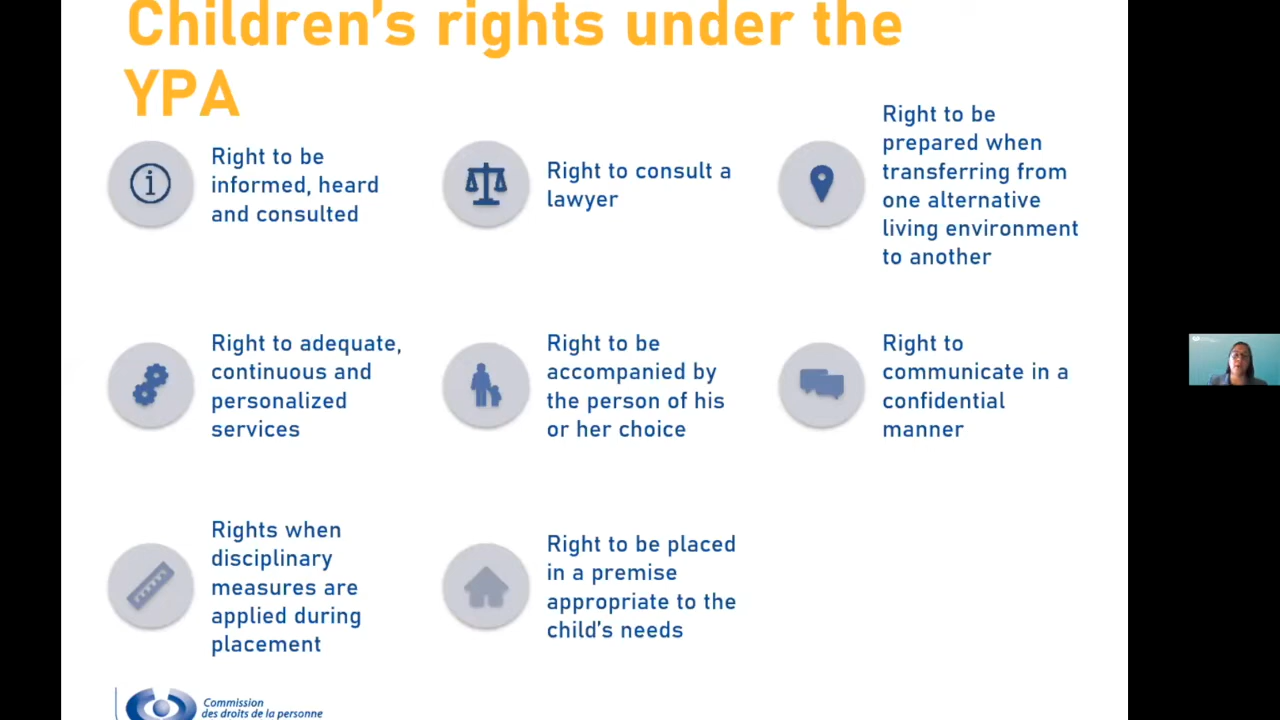 Children's rights under the
YPA
Right to be
informed, heard
and consulted
Right to consult a
lawyer
Right to be
prepared when
transferring from
one alternative
living environment
to another
Right to adequate,
continuous and
personalized
services
Right to be
accompanied by
the person of his
or her choice
Right to
communicate in a
confidential
manner
Rights when
disciplinary
measures are
applied during
placement
Right to be placed
in a premise
appropriate to the
child's needs
Commission
des droits de la personne